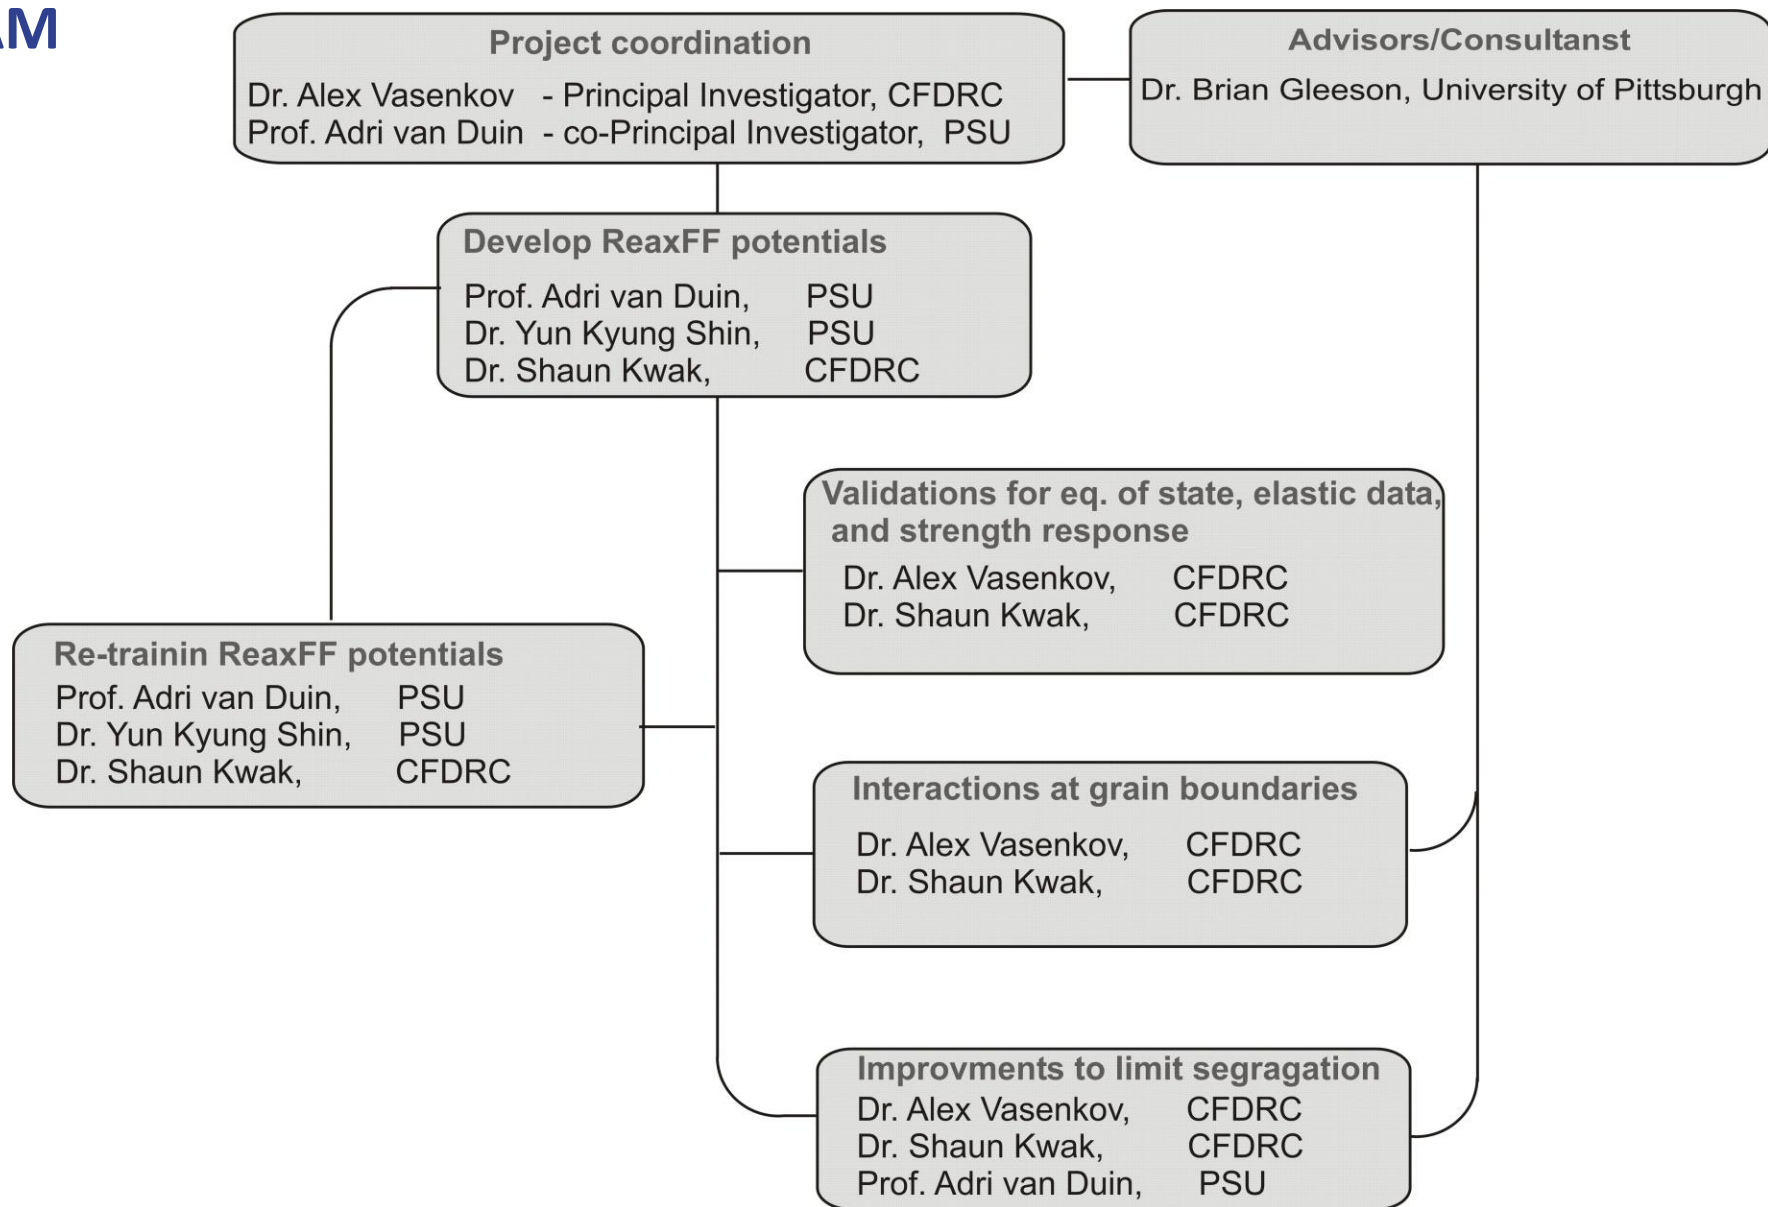 AM
Project coordination
Dr. Alex Vasenkov - Principal Investigator, CFDRC
Prof. Adri van Duin - co-Principal Investigator, PSU
Advisors/Consultanst
Dr. Brian Gleeson, University of Pittsburgh
Develop ReaxFF potentials
Prof. Adri van Duin, PSU
Dr. Yun Kyung Shin, PSU
Dr. Shaun Kwak, CFDRC
Validations for eq. of state, elastic data,
and strength response
Dr. Alex Vasenkov, CFDRC
Dr. Shaun Kwak, CFDRC
Re-trainin ReaxFF potentials
Prof. Adri van Duin, PSU
Dr. Yun Kyung Shin, PSU
Dr. Shaun Kwak, CFDRC
Interactions at grain boundaries
Dr. Alex Vasenkov, CFDRC
Dr. Shaun Kwak, CFDRC
Improvments to limit segragation
Dr. Alex Vasenkov, CFDRC
Dr. Shaun Kwak, CFDRC
Prof. Adri van Duin, PSU